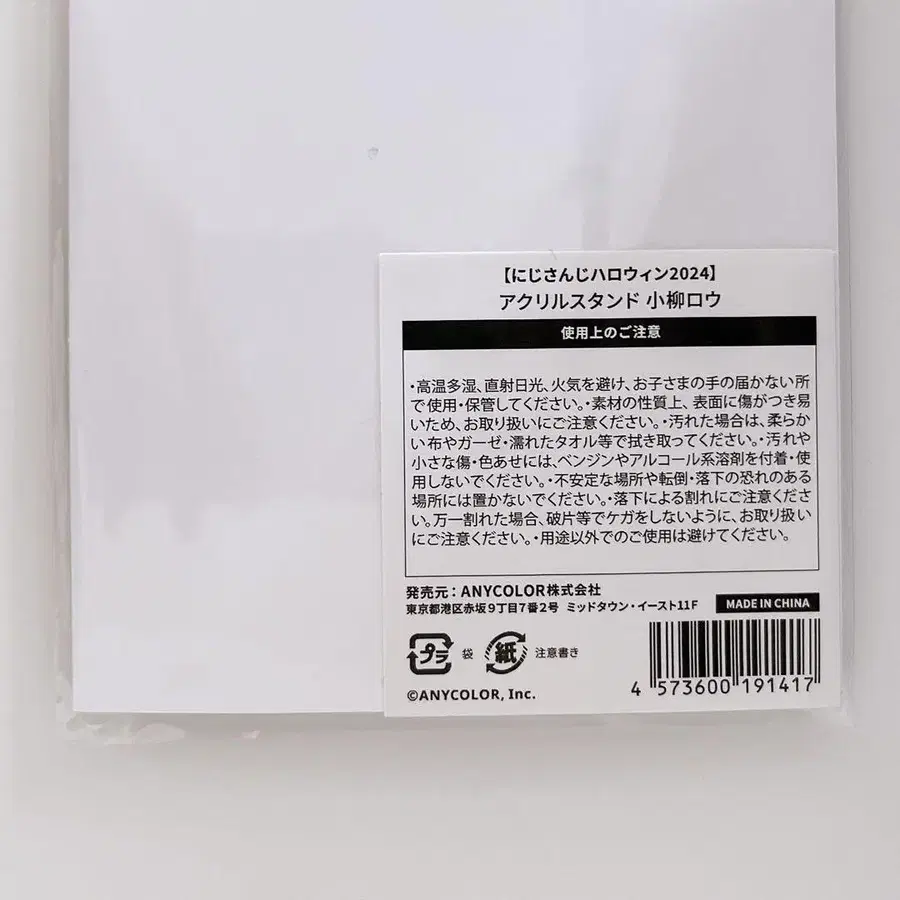 【にじさんじハロウィン2024】
アクリルスタンド 小柳ロウ
使用上のご注意
・高温多湿、直射日光、火気を避け、お子さまの手の届かない所
で使用・保管してください。・素材の性質上、表面に傷がつき易
いため、お取り扱いにご注意ください。・汚れた場合は、柔らか
い布やガーゼ・濡れたタオル等で拭き取ってください。・汚れや
小さな傷・色あせには、ベンジンやアルコール系溶剤を付着・使
用しないでください。・不安定な場所や転倒・落下の恐れのある
場所には置かないでください。・落下による割れにご注意くださ
い。万一割れた場合、破片等でケガをしないように、お取り扱い
にご注意ください。・用途以外でのご使用は避けてください。
発売元：ANYCOLOR株式会社
東京都港区赤坂9丁目7番2号 ミッドタウン・イースト11F
MADE IN CHINA
プラ 袋 紙 注意書き
©ANYCOLOR, Inc.
4 573600 191417